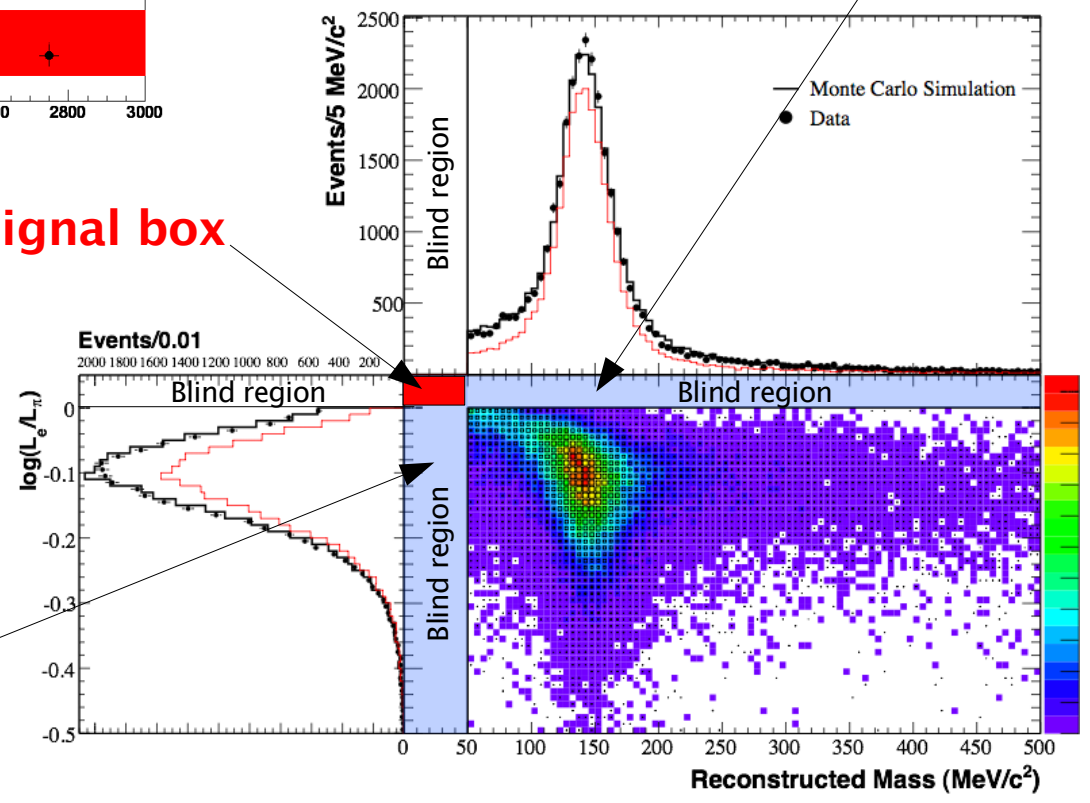 0 2800 3000
ignal box
Events/5 MeV/c²
2500
2000
1500
1000
500
Blind region
Monte Carlo Simulation
Data
Events/0.01
2000 1800 1600 1400 1200 1000 800 600 400 200
Blind region
Blind region
log(Lₑ/L_π)
0
-0.1
-0.2
-0.3
-0.4
-0.5
Blind region
0 50 100 150 200 250 300 350 400 450 500
Reconstructed Mass (MeV/c²)